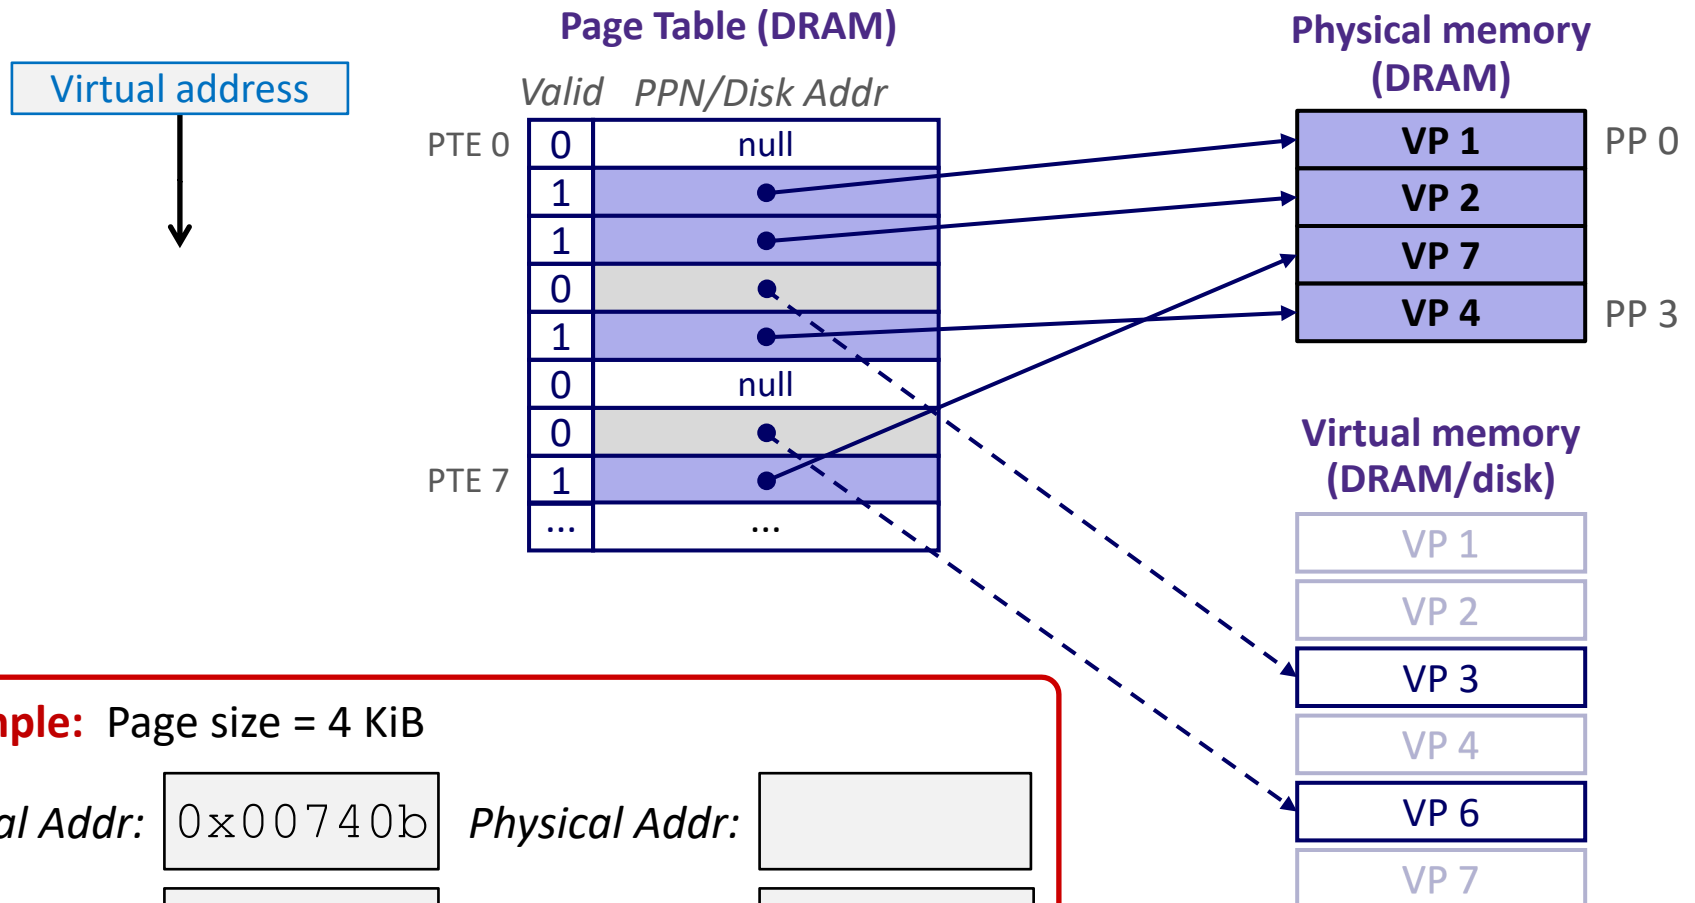 Page Table (DRAM)
Physical memory
(DRAM)
Virtual address
Valid PPN/Disk Addr
PTE 0 0 null
1
1
0
1
0 null
0
PTE 7 1
... ...
VP 1 PP 0
VP 2
VP 7
VP 4 PP 3
Virtual memory
(DRAM/disk)
VP 1
VP 2
VP 3
VP 4
VP 6
VP 7
mple: Page size = 4 KiB
al Addr: 0x00740b Physical Addr: